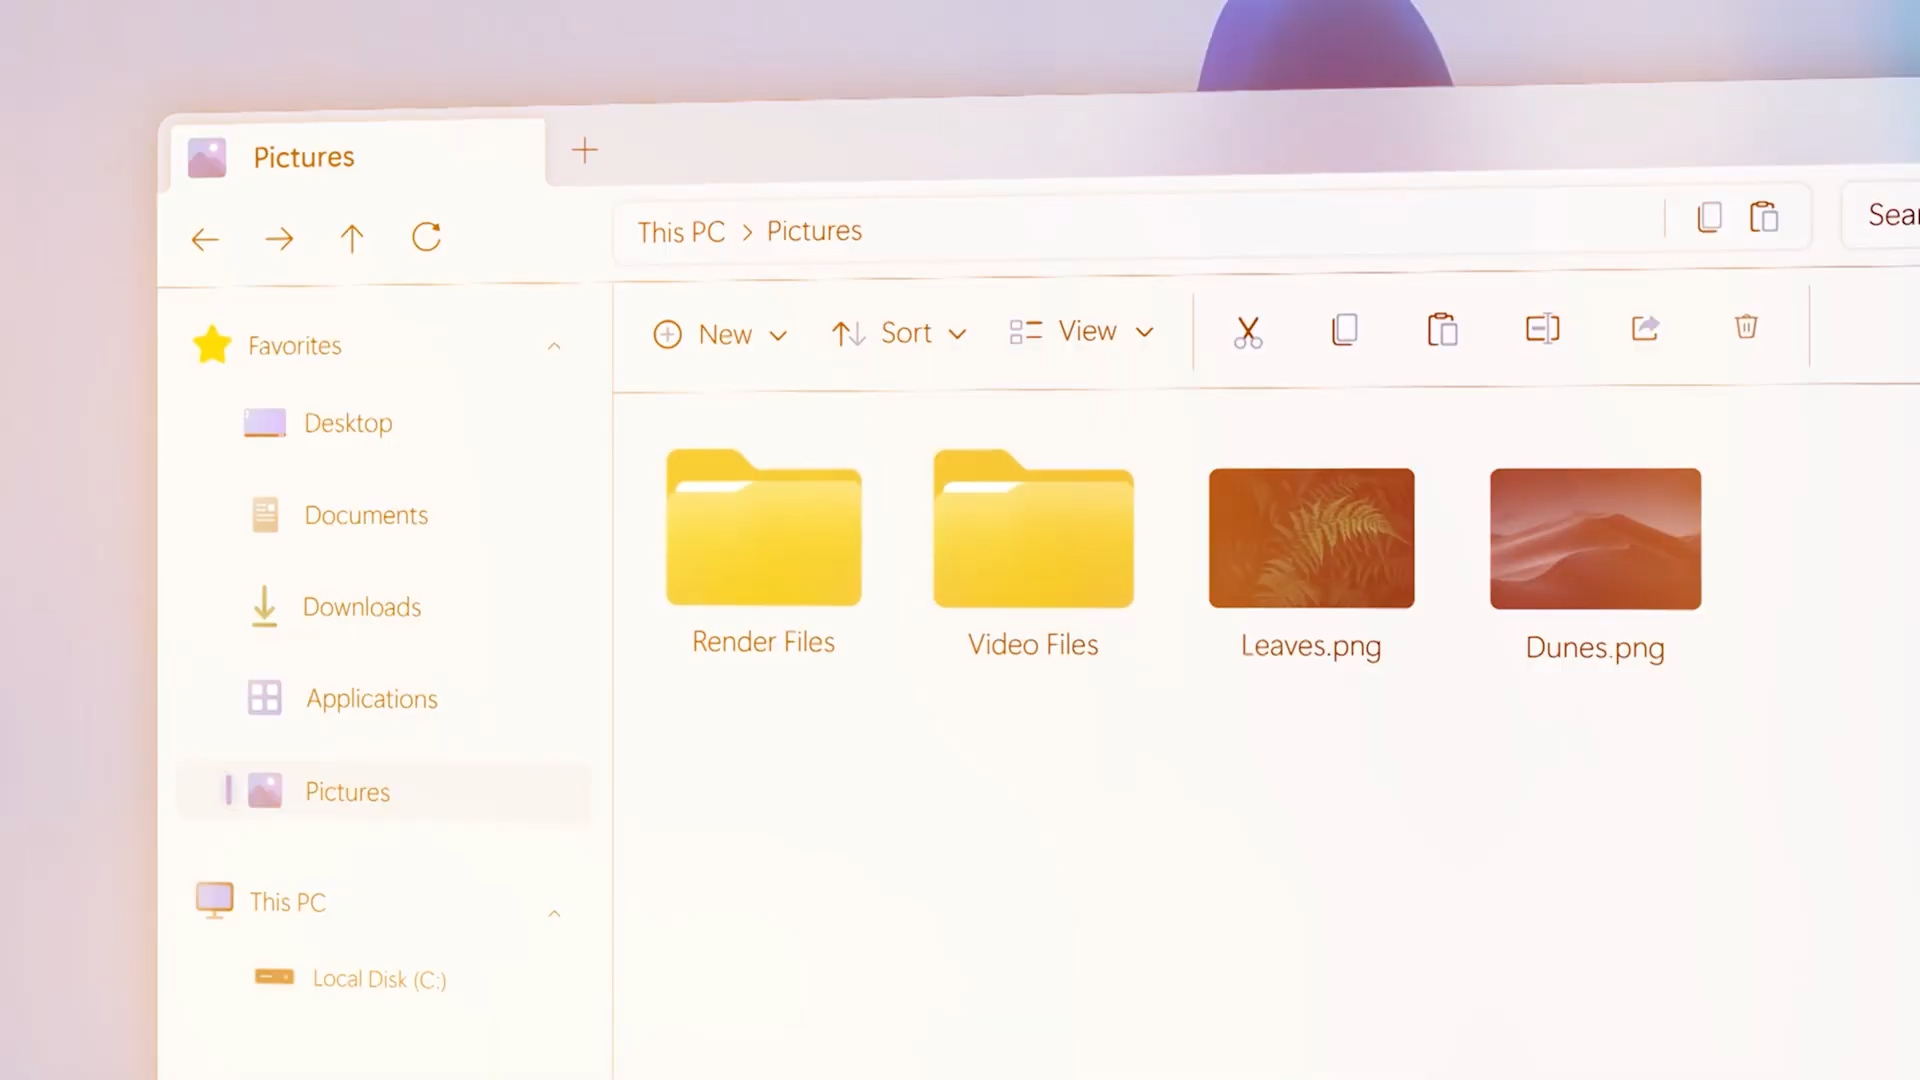 Pictures
This PC > Pictures
Sear
New
Sort
View
Favorites
Desktop
Documents
Downloads
Applications
Pictures
This PC
Local Disk (C:)
Render Files
Video Files
Leaves.png
Dunes.png